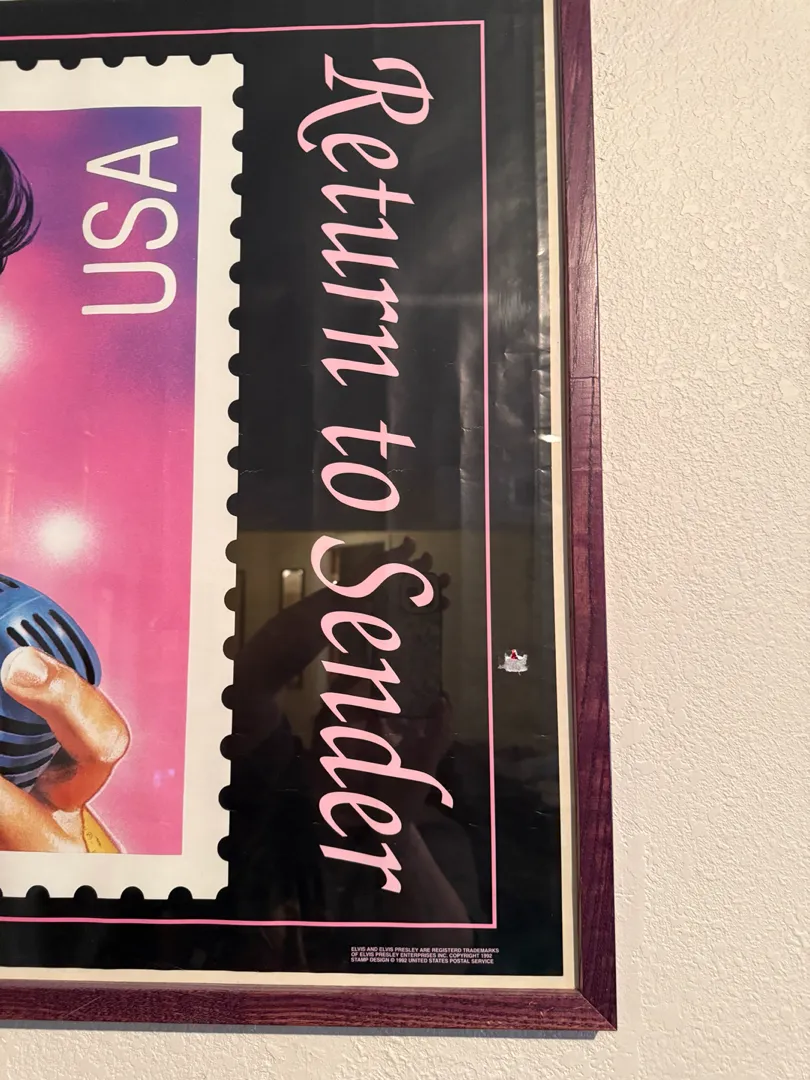 USA
Return to Sender
ELVIS AND ELVIS PRESLEY ARE REGISTERD TRADEMARKS
OF ELVIS PRESLEY ENTERPRISES INC. COPYRIGHT 1992
STAMP DESIGN © 1992 UNITED STATES POSTAL SERVICE